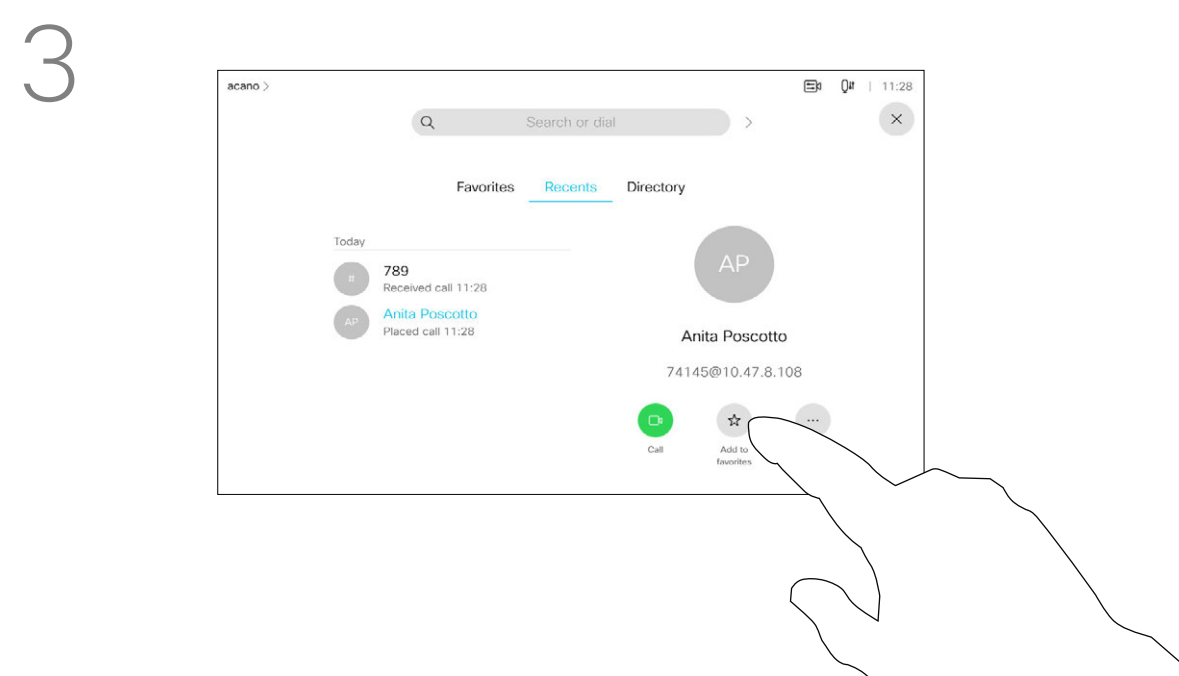 3
acano >
11:28
Search or dial
Favorites Recents Directory
Today
#
789
Received call 11:28
AP
Anita Poscotto
Placed call 11:28
AP
Anita Poscotto
74145@10.47.8.108
Call
Add to
favorites
...